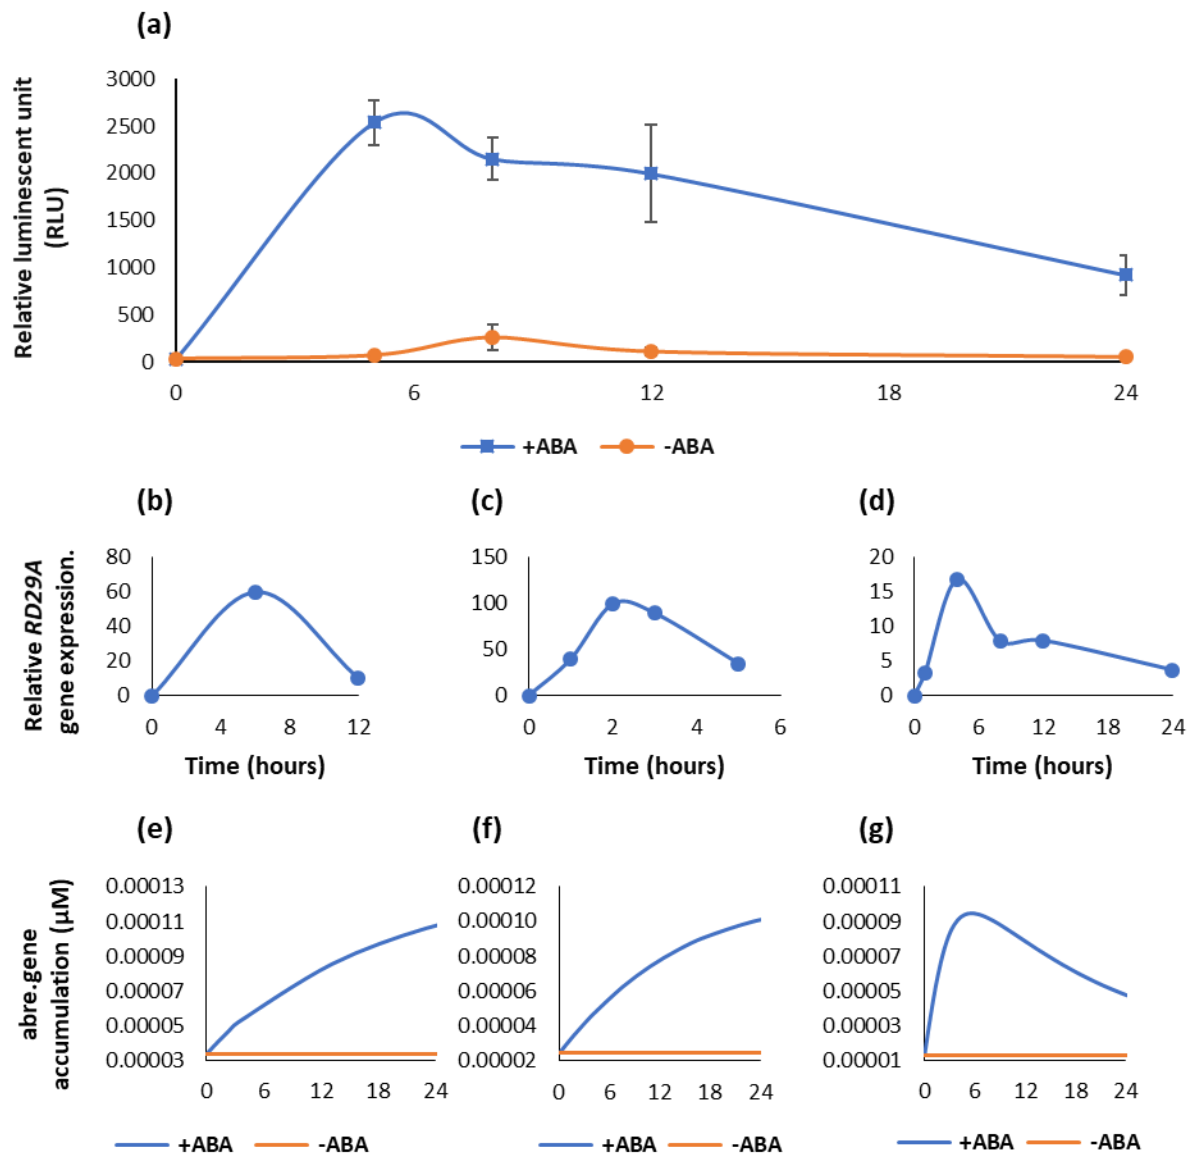 (a)
Relative luminescent unit
(RLU)
3000
2500
2000
1500
1000
500
0
0 6 12 18 24
+ABA -ABA
(b) (c) (d)
Relative RD29A
gene expression.
80
60
40
20
0
0 4 8 12
Time (hours)
150
100
50
0
0 2 4 6
Time (hours)
20
15
10
5
0
0 6 12 18 24
Time (hours)
(e) (f) (g)
abre.gene
accumulation (µM)
0.00013
0.00011
0.00009
0.00007
0.00005
0.00003
0 6 12 18 24
+ABA -ABA
0.00012
0.00010
0.00008
0.00006
0.00004
0.00002
0 6 12 18 24
+ABA -ABA
0.00011
0.00009
0.00007
0.00005
0.00003
0.00001
0 6 12 18 24
+ABA -ABA